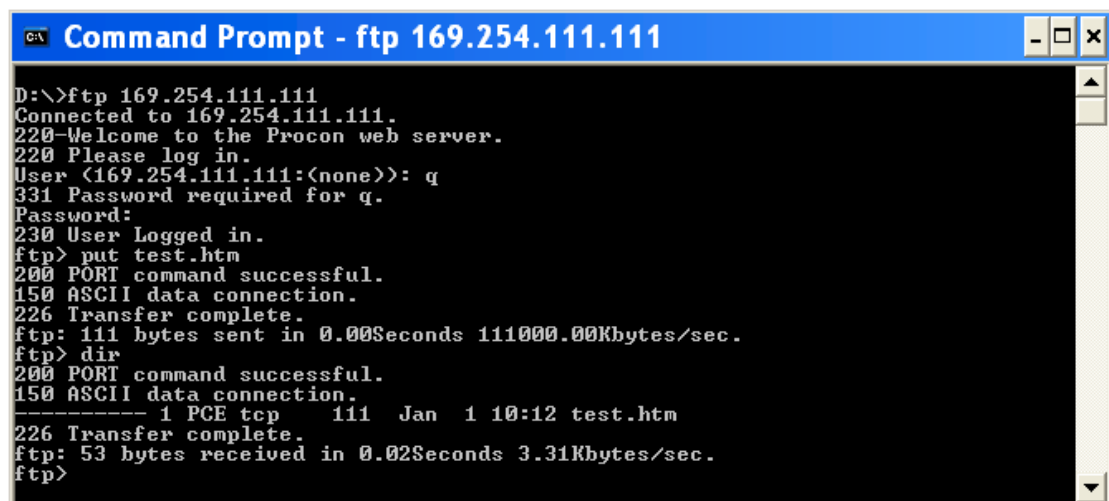 Command Prompt - ftp 169.254.111.111
D:\>ftp 169.254.111.111
Connected to 169.254.111.111.
220-Welcome to the Procon web server.
220 Please log in.
User (169.254.111.111:(none)): q
331 Password required for q.
Password:
230 User Logged in.
ftp> put test.htm
200 PORT command successful.
150 ASCII data connection.
226 Transfer complete.
ftp: 111 bytes sent in 0.00Seconds 111000.00Kbytes/sec.
ftp> dir
200 PORT command successful.
150 ASCII data connection.
---------- 1 PCE tcp    111  Jan  1 10:12 test.htm
226 Transfer complete.
ftp: 53 bytes received in 0.02Seconds 3.31Kbytes/sec.
ftp>